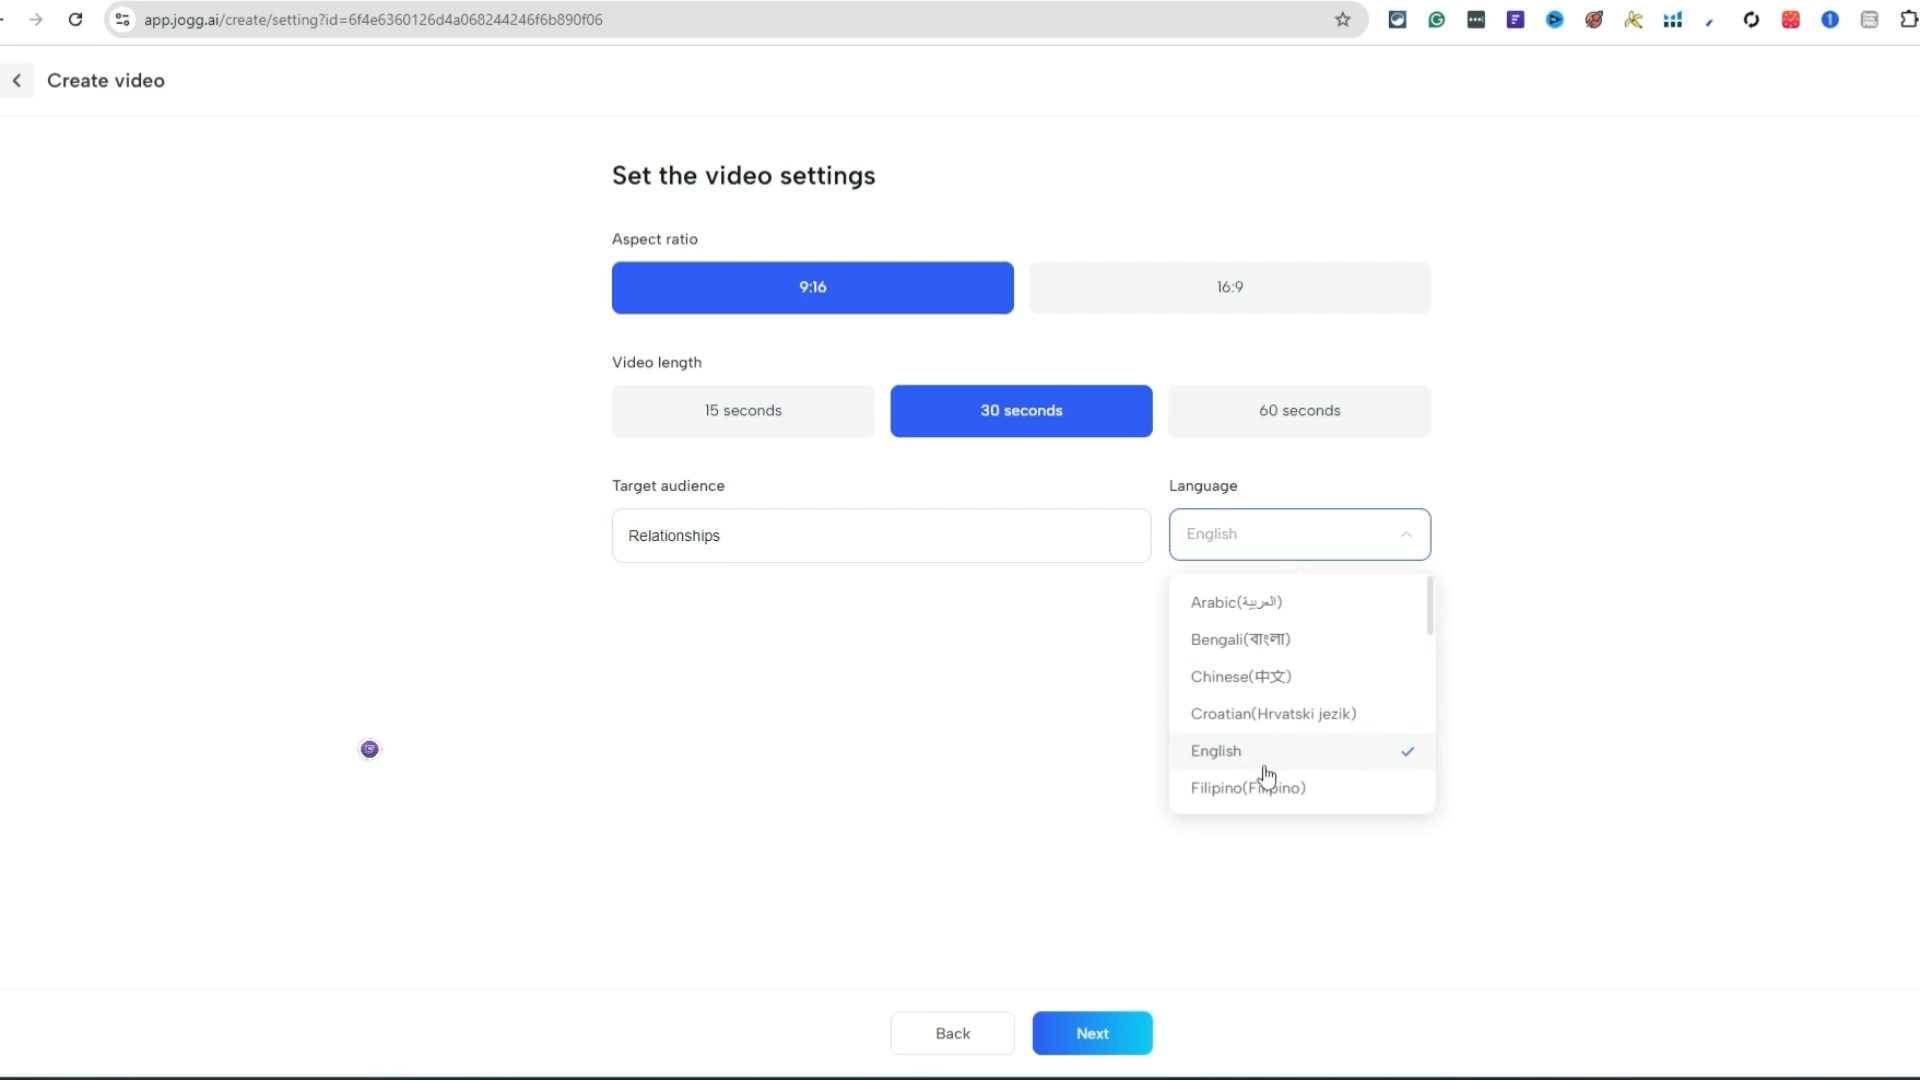 app.jogg.ai/create/setting?id=6f4e6360126d4a068244246f6b890f06
Create video
Set the video settings
Aspect ratio
9:16
16:9
Video length
15 seconds
30 seconds
60 seconds
Target audience
Language
Relationships
English
Arabic(العربية)
Bengali(বাংলা)
Chinese(中文)
Croatian(Hrvatski jezik)
English
Filipino(Filipino)
Back
Next